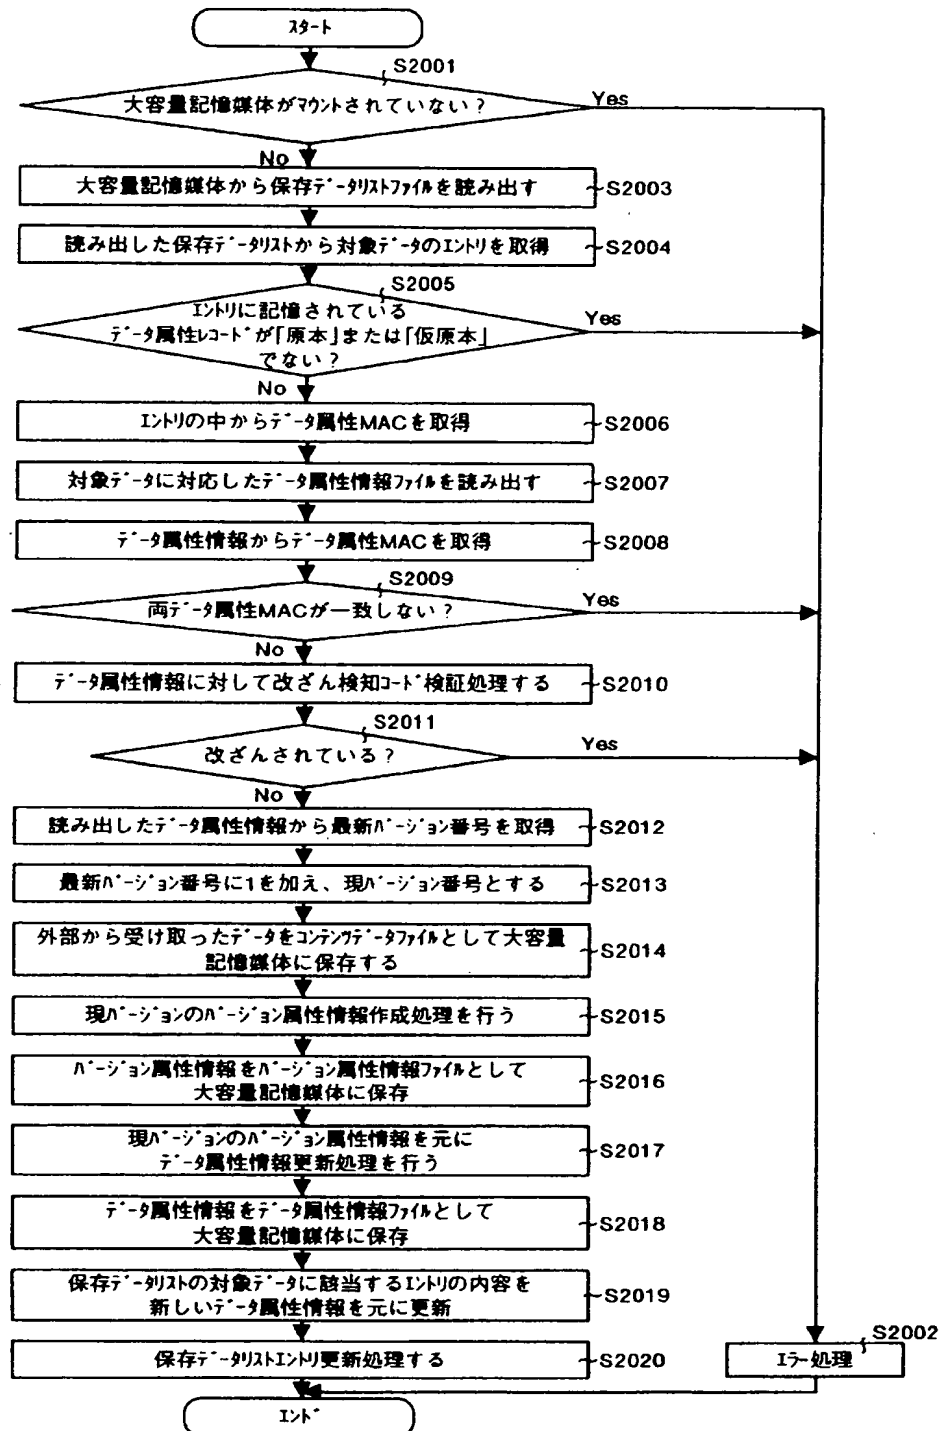 スタート
S2001
大容量記憶媒体がマウントされていない?
Yes
No
大容量記憶媒体から保存データリストファイルを読み出す
S2003
読み出した保存データリストから対象データのエントリを取得
S2004
S2005
エントリに記憶されている
データ属性レコードが「原本」または「仮原本」
でない?
Yes
No
エントリの中からデータ属性MACを取得
S2006
対象データに対応したデータ属性情報ファイルを読み出す
S2007
データ属性情報からデータ属性MACを取得
S2008
S2009
両データ属性MACが一致しない?
Yes
No
データ属性情報に対して改ざん検知コード検証処理する
S2010
S2011
改ざんされている?
Yes
No
読み出したデータ属性情報から最新バージョン番号を取得
S2012
最新バージョン番号に1を加え、現バージョン番号とする
S2013
外部から受け取ったデータをコンテンツデータファイルとして大容量
記憶媒体に保存する
S2014
現バージョンのバージョン属性情報作成処理を行う
S2015
バージョン属性情報をバージョン属性情報ファイルとして
大容量記憶媒体に保存
S2016
現バージョンのバージョン属性情報を元に
データ属性情報更新処理を行う
S2017
データ属性情報をデータ属性情報ファイルとして
大容量記憶媒体に保存
S2018
保存データリストの対象データに該当するエントリの内容を
新しいデータ属性情報を元に更新
S2019
保存データリストエントリ更新処理する
S2020
S2002
エラー処理
エンド